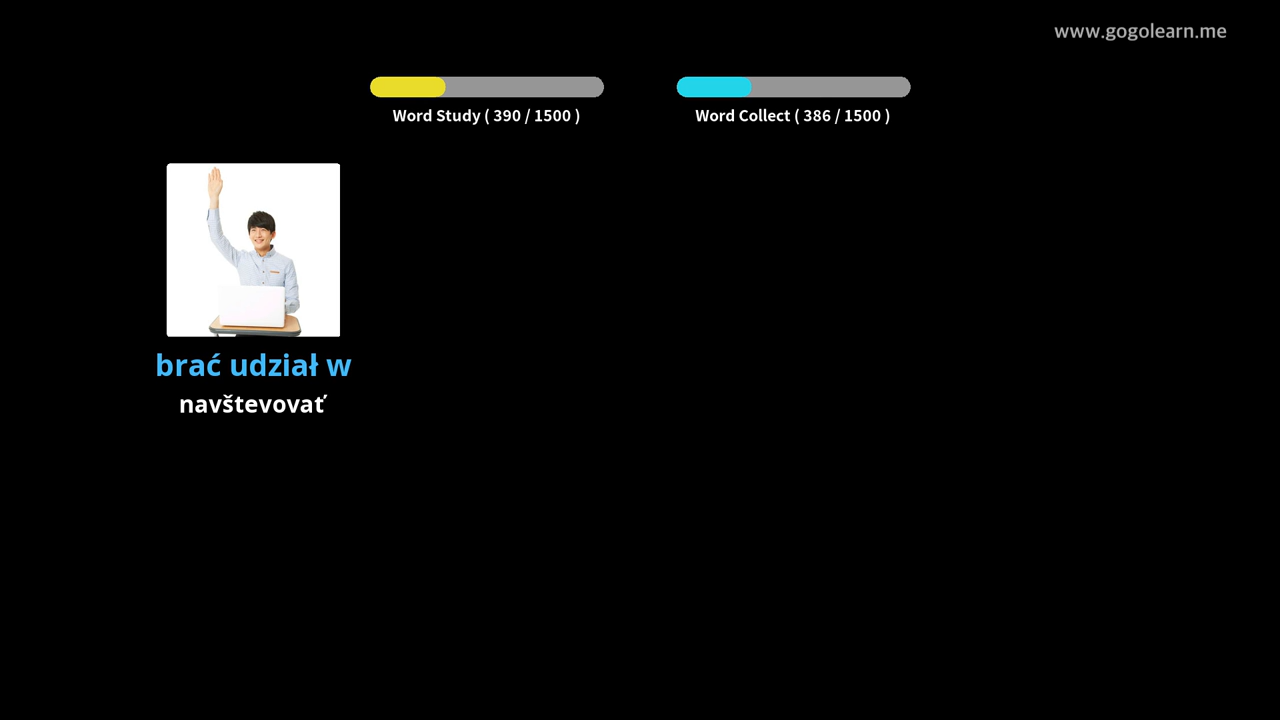 www.gogolearn.me
Word Study ( 390 / 1500 )
Word Collect ( 386 / 1500 )
brać udział w
navštevovať